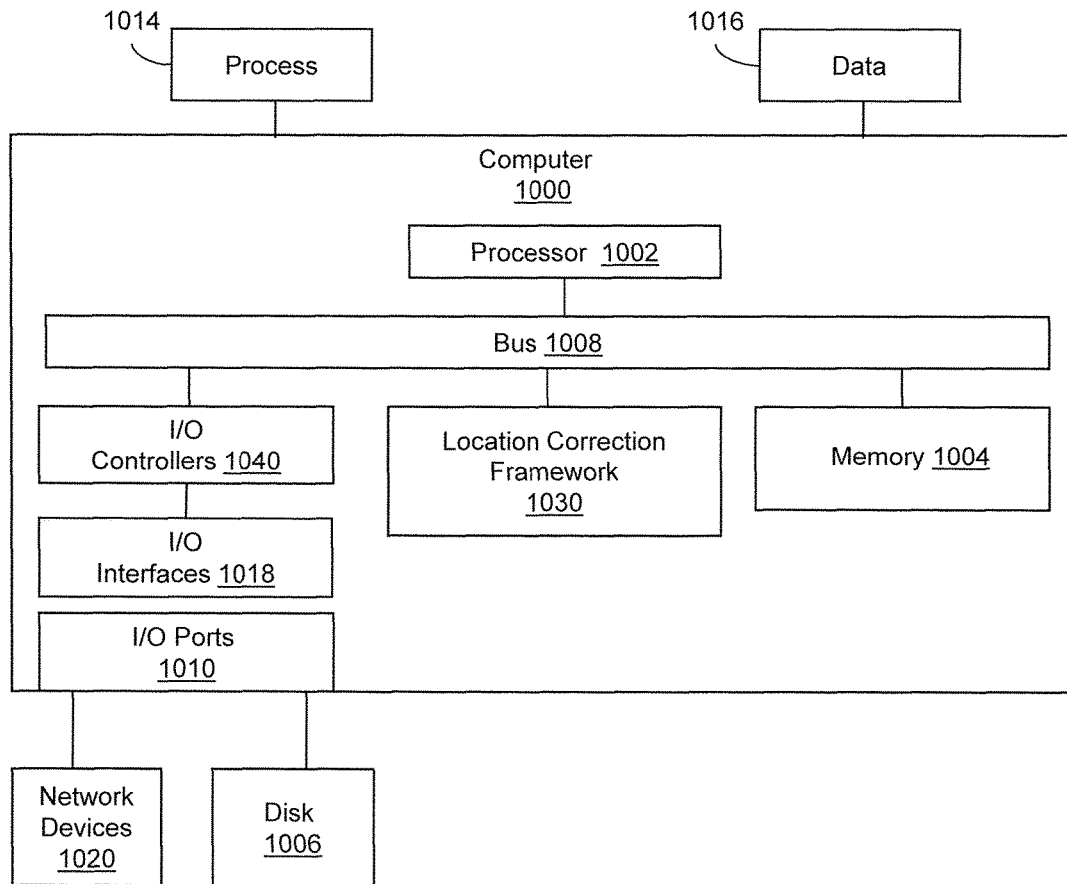 1014
Process
1016
Data
Computer
1000
Processor 1002
Bus 1008
I/O
Controllers 1040
Location Correction
Framework
1030
Memory 1004
I/O
Interfaces 1018
I/O Ports
1010
Network
Devices
1020
Disk
1006